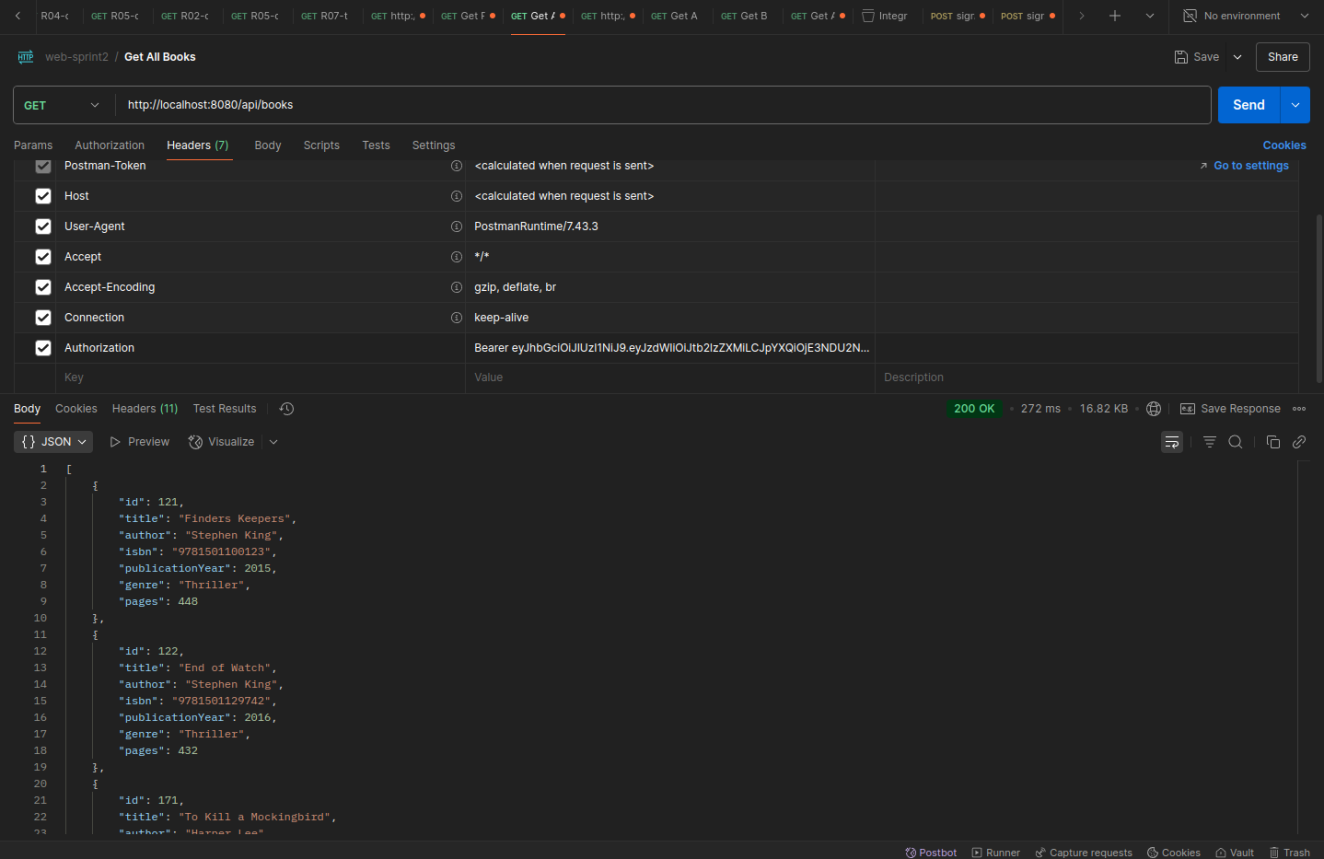 R04-c GET R05-c GET R02-c GET R05-c GET R07-t GET http:, GET Get F GET Get A GET http:, GET Get A GET Get B GET Get A Integr POST sigr POST sigr No environment
HTTP web-sprint2 / Get All Books Save Share
GET http://localhost:8080/api/books Send
Params Authorization Headers (7) Body Scripts Tests Settings Cookies
Postman-Token <calculated when request is sent> Go to settings
Host <calculated when request is sent>
User-Agent PostmanRuntime/7.43.3
Accept */*
Accept-Encoding gzip, deflate, br
Connection keep-alive
Authorization Bearer
Key Value Description
Body Cookies Headers (11) Test Results 200 OK • 272 ms • 16.82 KB Save Response
{} JSON Preview Visualize
1 [
2 {
3 "id": 121,
4 "title": "Finders Keepers",
5 "author": "Stephen King",
6 "isbn": "9781501100123",
7 "publicationYear": 2015,
8 "genre": "Thriller",
9 "pages": 448
10 },
11 {
12 "id": 122,
13 "title": "End of Watch",
14 "author": "Stephen King",
15 "isbn": "9781501129742",
16 "publicationYear": 2016,
17 "genre": "Thriller",
18 "pages": 432
19 },
20 {
21 "id": 171,
22 "title": "To Kill a Mockingbird",
23 "author": "Harper Lee"
Postbot Runner Capture requests Cookies Vault Trash